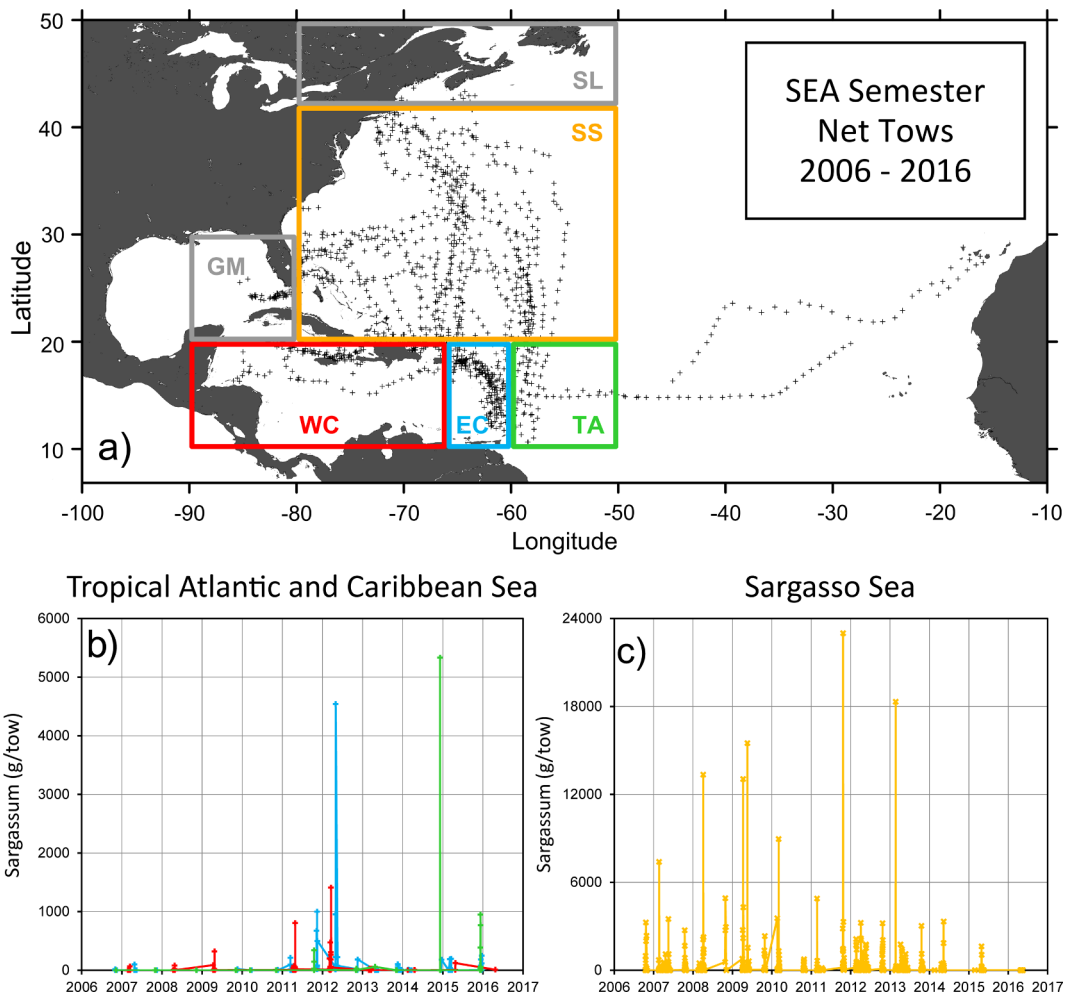 50
40
30
20
10
Latitude
SL
SS
GM
WC
EC
TA
a)
SEA Semester
Net Tows
2006 - 2016
-100 -90 -80 -70 -60 -50 -40 -30 -20 -10
Longitude
Tropical Atlantic and Caribbean Sea
b)
Sargassum (g/tow)
6000
5000
4000
3000
2000
1000
0
2006 2007 2008 2009 2010 2011 2012 2013 2014 2015 2016 2017
Sargasso Sea
c)
Sargassum (g/tow)
24000
18000
12000
6000
0
2006 2007 2008 2009 2010 2011 2012 2013 2014 2015 2016 2017